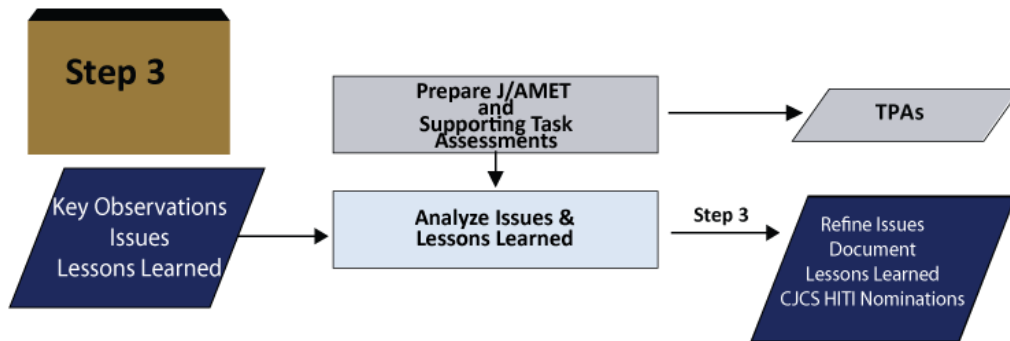 Step 3
Prepare J/AMET
and
Supporting Task
Assessments
TPAs
Key Observations
Issues
Lessons Learned
Analyze Issues &
Lessons Learned
Step 3
Refine Issues
Document
Lessons Learned
CJCS HITI Nominations